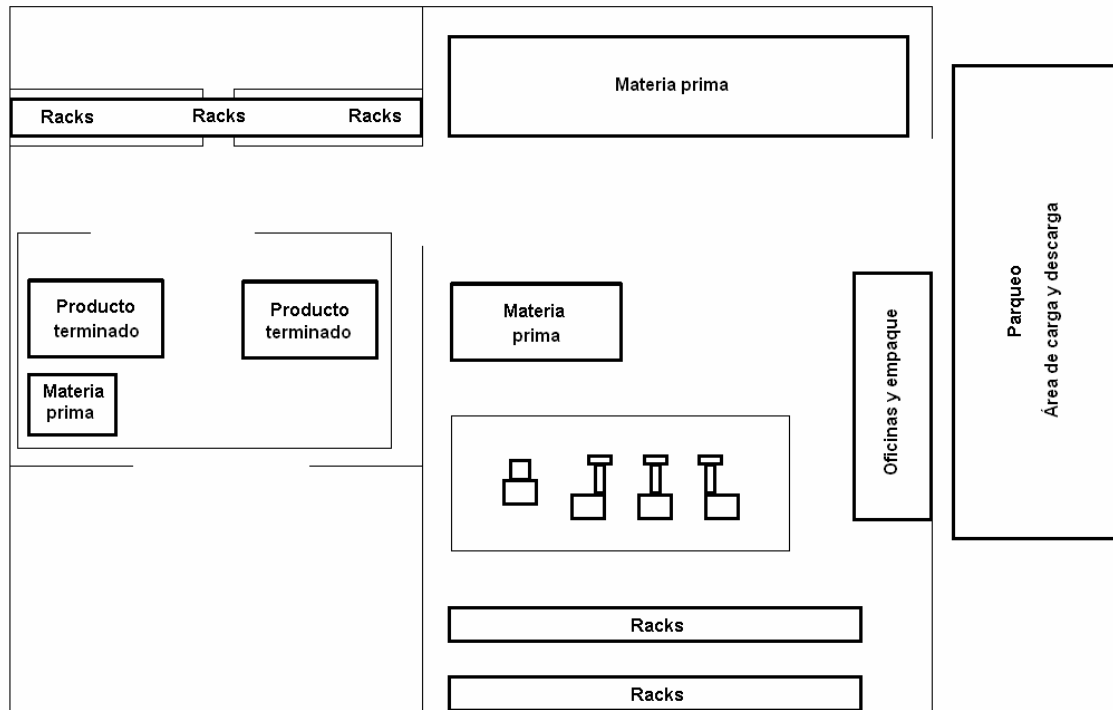 Materia prima
Racks Racks Racks
Producto
terminado
Producto
terminado
Materia
prima
Materia
prima
Oficinas y empaque
Parqueo
Área de carga y descarga
Racks
Racks